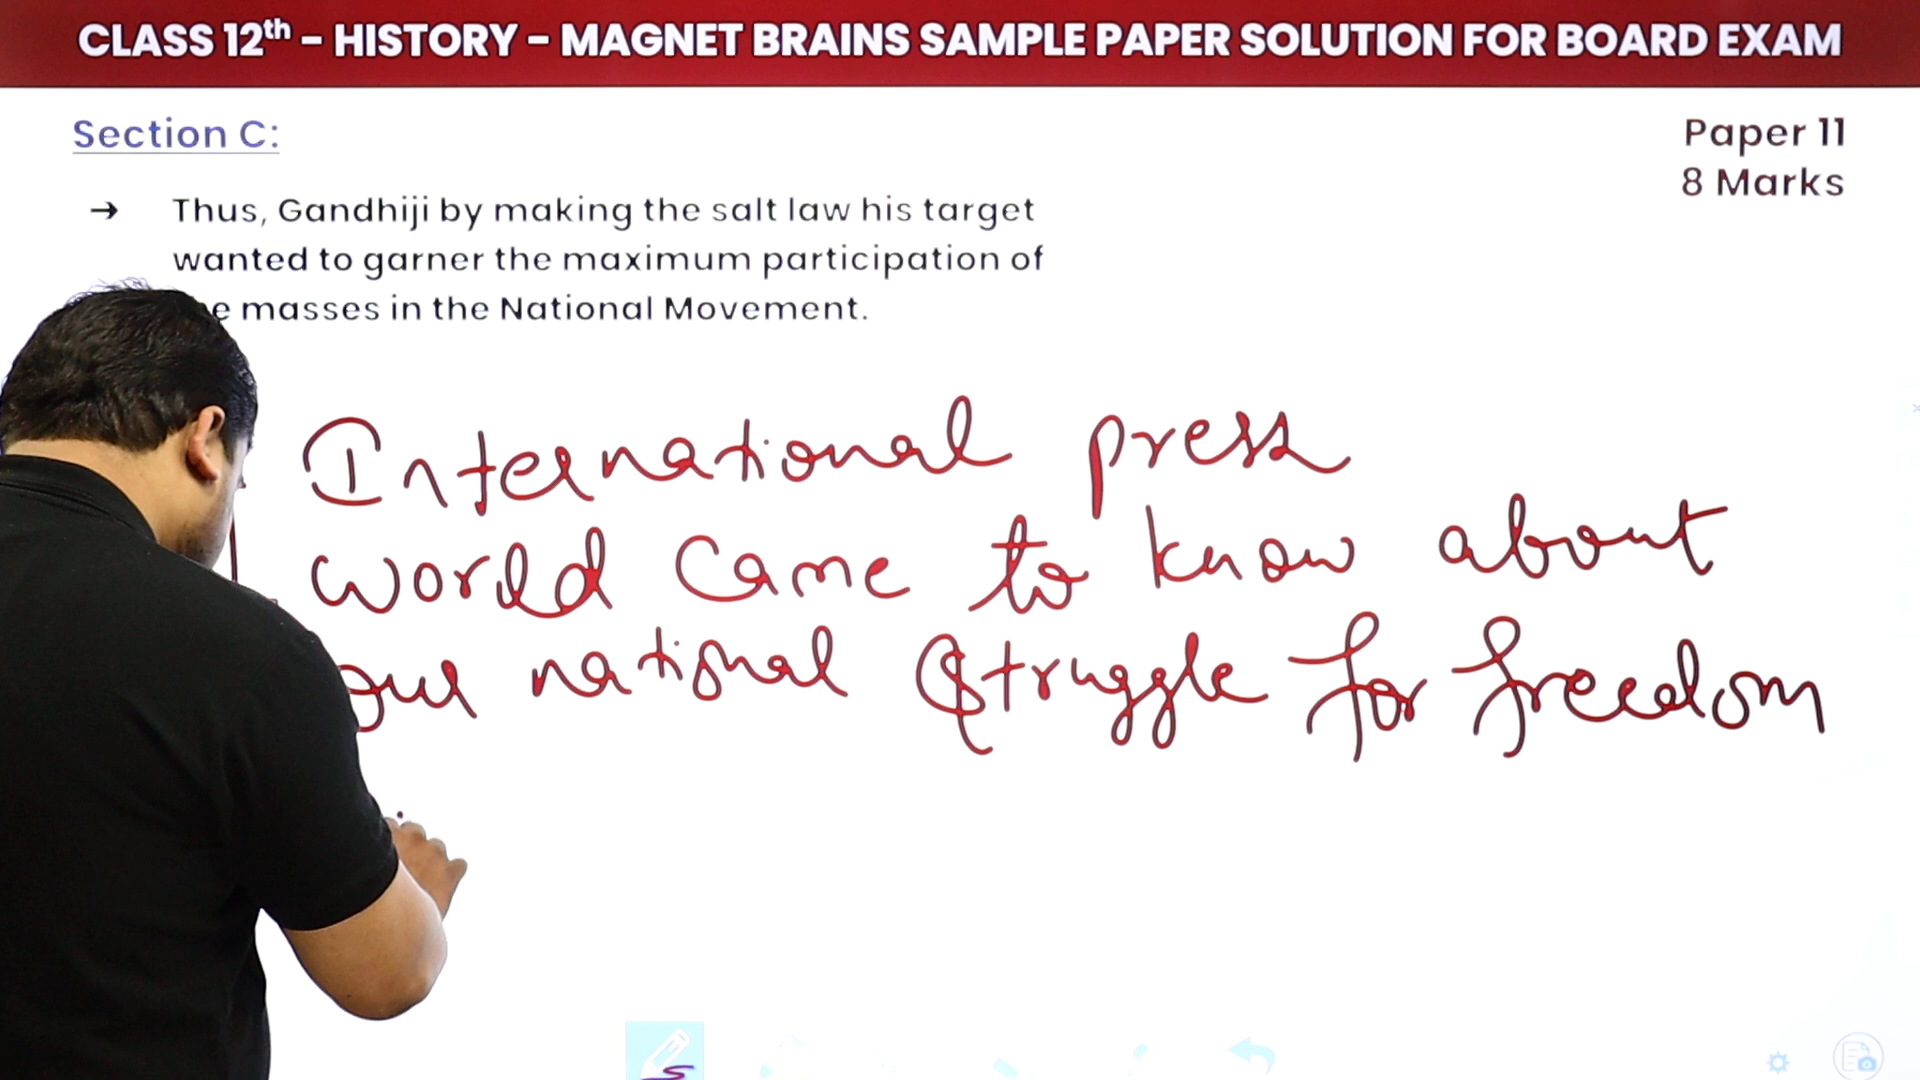 CLASS 12th - HISTORY - MAGNET BRAINS SAMPLE PAPER SOLUTION FOR BOARD EXAM
Section C:
Paper 11
8 Marks
→ Thus, Gandhiji by making the salt law his target
wanted to garner the maximum participation of
e masses in the National Movement.
International press
world came to know about
our national struggle for freedom